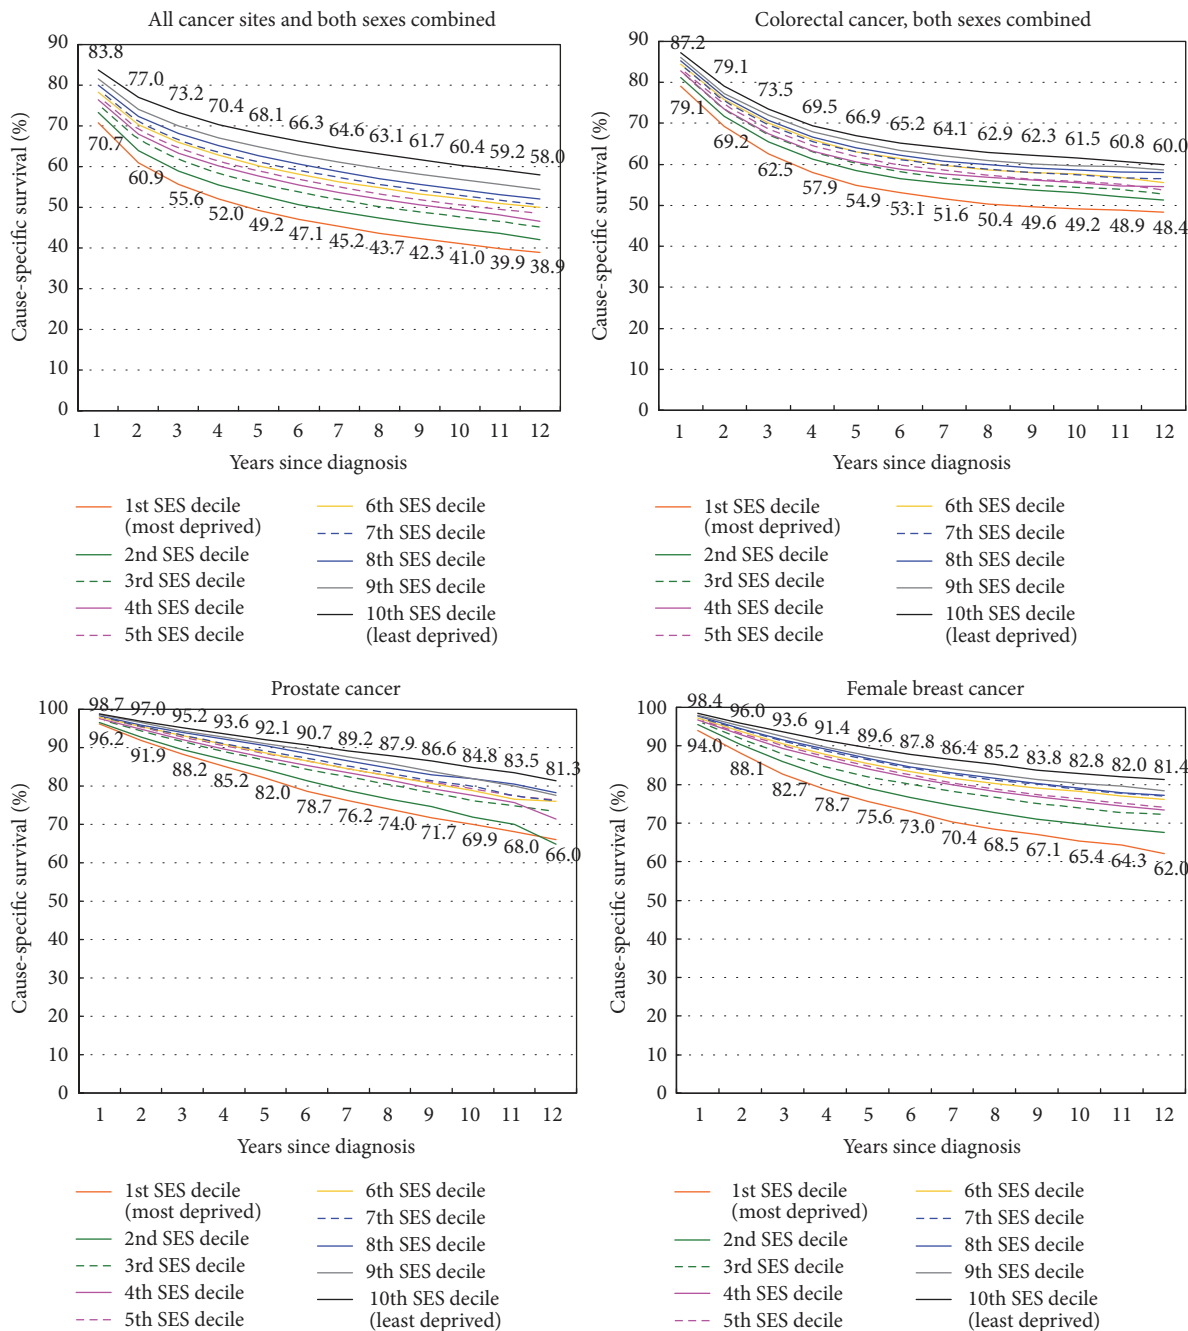 All cancer sites and both sexes combined
Cause-specific survival (%)
90
80
70
60
50
40
30
20
10
0
83.8
77.0
73.2
70.4
68.1
66.3
64.6
63.1
61.7
60.4
59.2
58.0
70.7
60.9
55.6
52.0
49.2
47.1
45.2
43.7
42.3
41.0
39.9
38.9
1 2 3 4 5 6 7 8 9 10 11 12
Years since diagnosis
1st SES decile
(most deprived)
2nd SES decile
3rd SES decile
4th SES decile
5th SES decile
6th SES decile
7th SES decile
8th SES decile
9th SES decile
10th SES decile
(least deprived)
Colorectal cancer, both sexes combined
Cause-specific survival (%)
90
80
70
60
50
40
30
20
10
0
87.2
79.1
73.5
69.5
66.9
65.2
64.1
62.9
62.3
61.5
60.8
60.0
79.1
69.2
62.5
57.9
54.9
53.1
51.6
50.4
49.6
49.2
48.9
48.4
1 2 3 4 5 6 7 8 9 10 11 12
Years since diagnosis
1st SES decile
(most deprived)
2nd SES decile
3rd SES decile
4th SES decile
5th SES decile
6th SES decile
7th SES decile
8th SES decile
9th SES decile
10th SES decile
(least deprived)
Prostate cancer
Cause-specific survival (%)
100
90
80
70
60
50
40
30
20
10
0
98.7
97.0
95.2
93.6
92.1
90.7
89.2
87.9
86.6
84.8
83.5
81.3
96.2
91.9
88.2
85.2
82.0
78.7
76.2
74.0
71.7
69.9
68.0
66.0
1 2 3 4 5 6 7 8 9 10 11 12
Years since diagnosis
1st SES decile
(most deprived)
2nd SES decile
3rd SES decile
4th SES decile
5th SES decile
6th SES decile
7th SES decile
8th SES decile
9th SES decile
10th SES decile
(least deprived)
Female breast cancer
Cause-specific survival (%)
100
90
80
70
60
50
40
30
20
10
0
98.4
96.0
93.6
91.4
89.6
87.8
86.4
85.2
83.8
82.8
82.0
81.4
94.0
88.1
82.7
78.7
75.6
73.0
70.4
68.5
67.1
65.4
64.3
62.0
1 2 3 4 5 6 7 8 9 10 11 12
Years since diagnosis
1st SES decile
(most deprived)
2nd SES decile
3rd SES decile
4th SES decile
5th SES decile
6th SES decile
7th SES decile
8th SES decile
9th SES decile
10th SES decile
(least deprived)